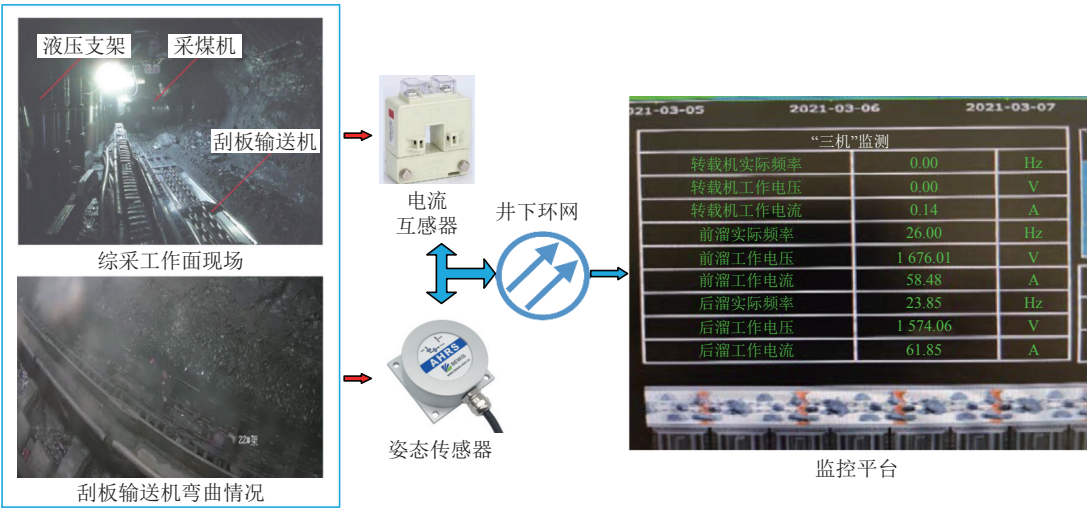 液压支架
采煤机
刮板输送机
综采工作面现场
22#架
刮板输送机弯曲情况
电流
互感器
AHRS
姿态传感器
井下环网
21-03-05 2021-03-06 2021-03-07
“三机”监测
转载机实际频率 0.00 Hz
转载机工作电压 0.00 V
转载机工作电流 0.14 A
前溜实际频率 26.00 Hz
前溜工作电压 1 676.01 V
前溜工作电流 58.48 A
后溜实际频率 23.85 Hz
后溜工作电压 1 574.06 V
后溜工作电流 61.85 A
监控平台